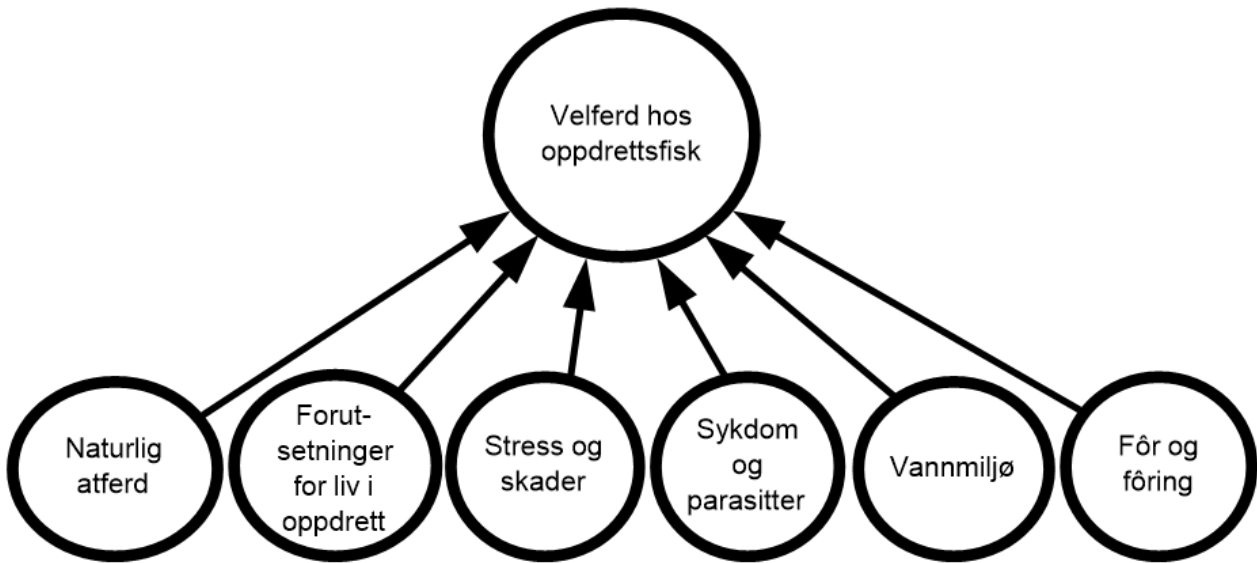 Velferd hos
oppdrettsfisk
Naturlig
atferd
Forut-
setninger
for liv i
oppdrett
Stress og
skader
Sykdom
og
parasitter
Vannmiljø
Fôr og
fôring